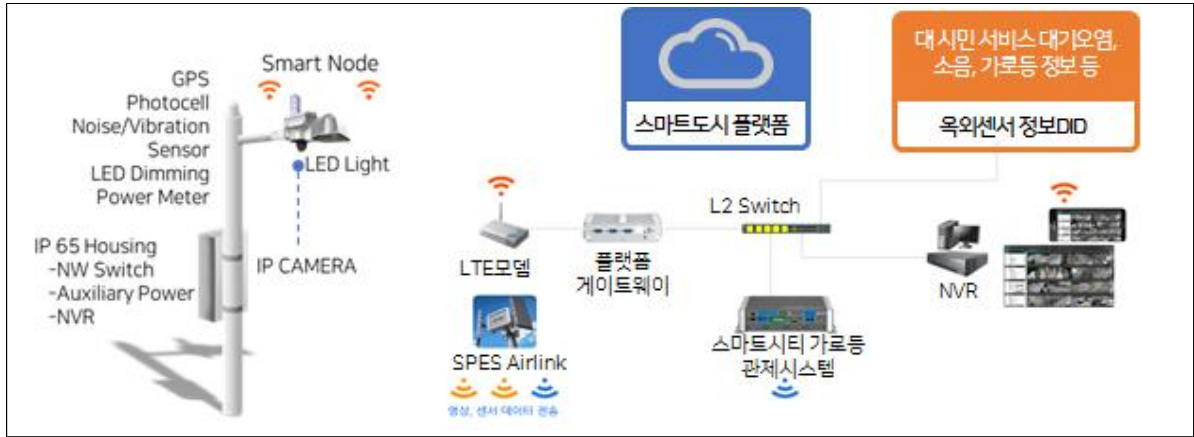 Smart Node
GPS
Photocell
Noise/Vibration
Sensor
LED Dimming
Power Meter
LED Light
IP 65 Housing
-NW Switch
-Auxiliary Power
-NVR
IP CAMERA
스마트도시 플랫폼
대 시민 서비스 대기오염,
소음, 가로등 정보 등
옥외센서 정보DID
LTE모뎀
플랫폼
게이트웨이
L2 Switch
NVR
SPES Airlink
영상, 센서 데이터 전송
스마트시티 가로등
관제시스템